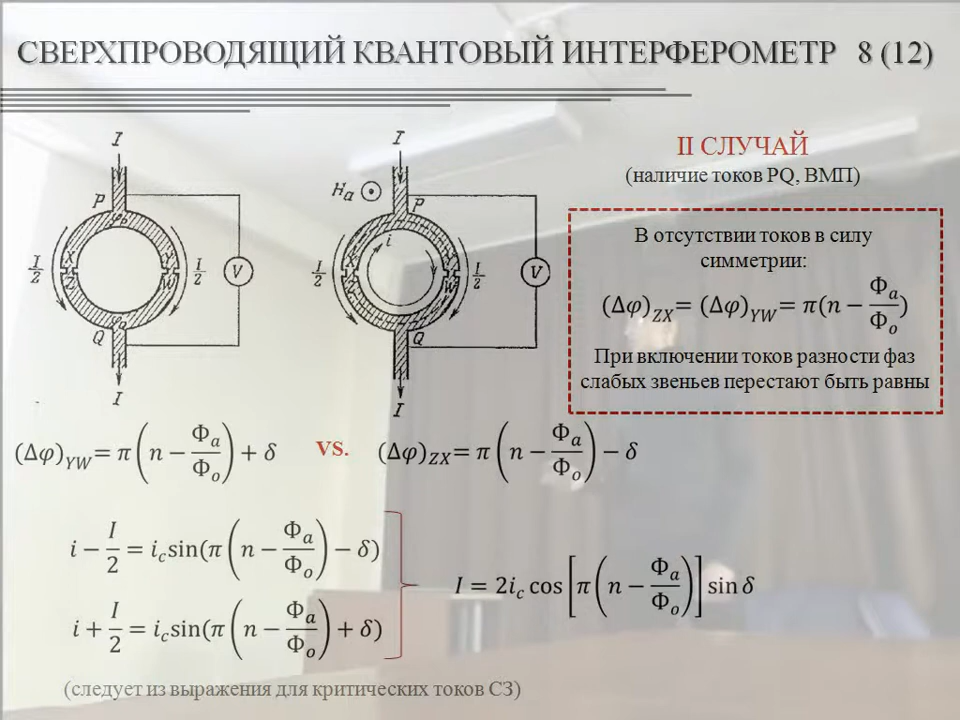 СВЕРХПРОВОДЯЩИЙ КВАНТОВЫЙ ИНТЕРФЕРОМЕТР 8 (12)
I
P
φ_P
X
Y
I/2
Z
W
I/2
V
φ_Q
Q
I
I
H_a
P
i
X
Y
I/2
Z
W
I/2
V
Q
I
II СЛУЧАЙ
(наличие токов PQ, ВМП)
В отсутствии токов в силу
симметрии:
(Δφ)_ZX = (Δφ)_YW = π(n − Φ_a/Φ_o)
При включении токов разности фаз
слабых звеньев перестают быть равны
(Δφ)_YW = π(n − Φ_a/Φ_o) + δ VS. (Δφ)_ZX = π(n − Φ_a/Φ_o) − δ
i − I/2 = i_c sin(π(n − Φ_a/Φ_o) − δ)
i + I/2 = i_c sin(π(n − Φ_a/Φ_o) + δ)
I = 2i_c cos[π(n − Φ_a/Φ_o)] sin δ
(следует из выражения для критических токов СЗ)